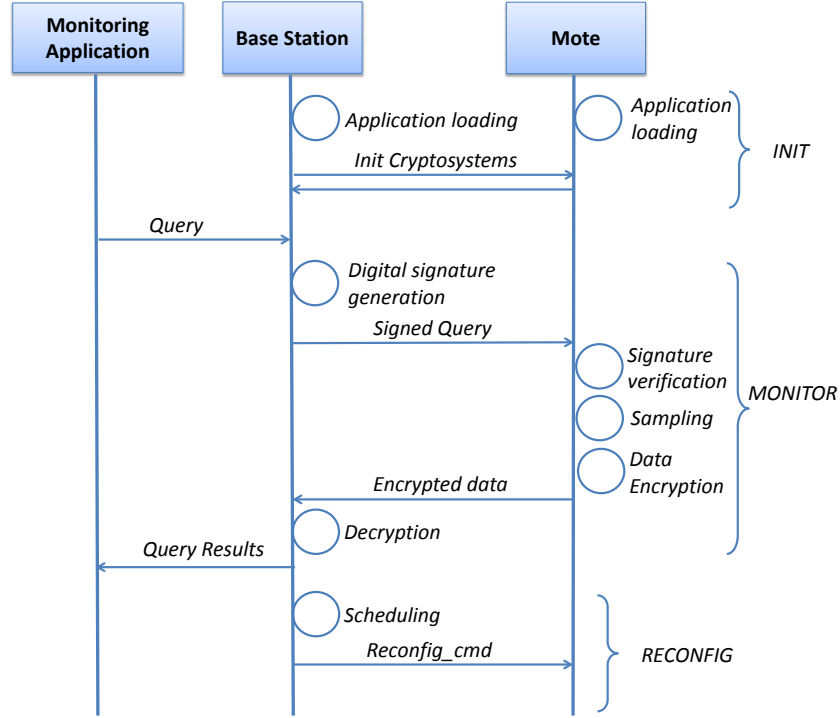 Monitoring
Application
Base Station
Mote
Application loading
Application
loading
INIT
Init Cryptosystems
Query
Digital signature
generation
Signed Query
Signature
verification
MONITOR
Sampling
Data
Encryption
Encrypted data
Decryption
Query Results
Scheduling
Reconfig_cmd
RECONFIG